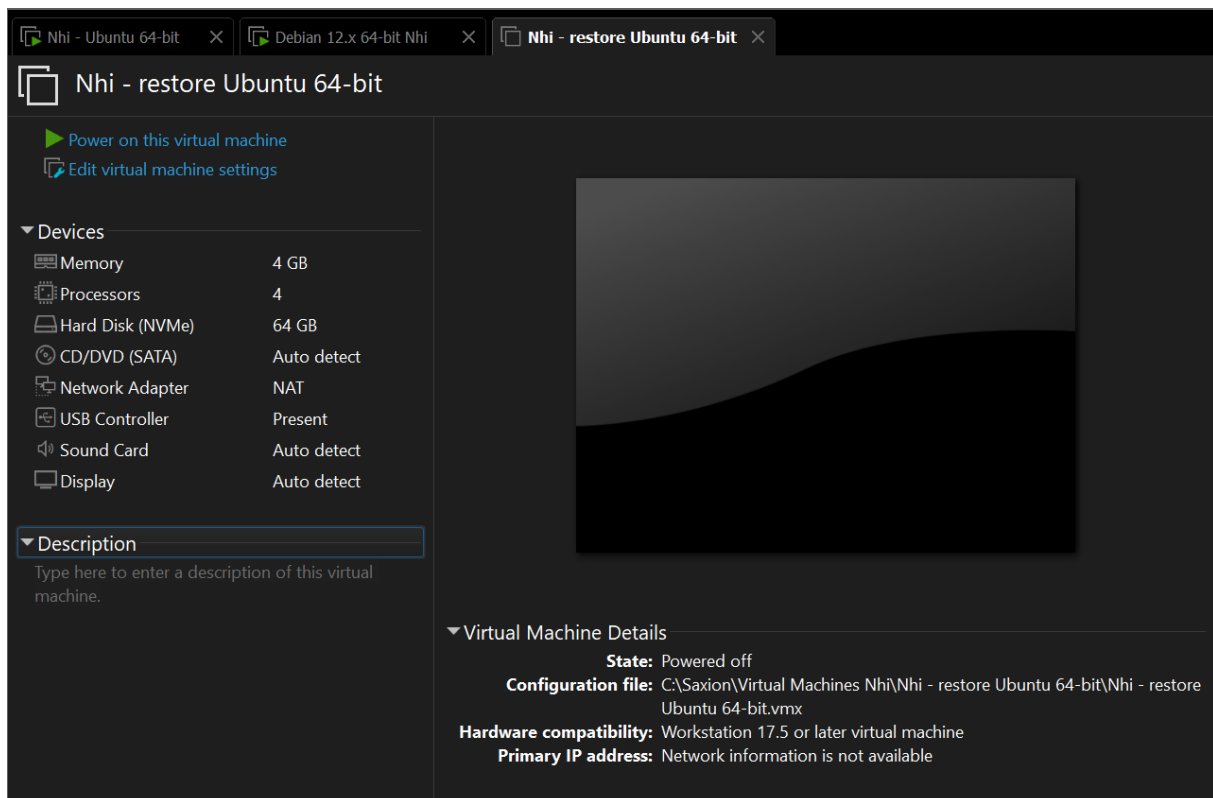 Nhi - Ubuntu 64-bit
Debian 12.x 64-bit Nhi
Nhi - restore Ubuntu 64-bit
Nhi - restore Ubuntu 64-bit
Power on this virtual machine
Edit virtual machine settings
Devices
Memory 4 GB
Processors 4
Hard Disk (NVMe) 64 GB
CD/DVD (SATA) Auto detect
Network Adapter NAT
USB Controller Present
Sound Card Auto detect
Display Auto detect
Description
Type here to enter a description of this virtual
machine.
Virtual Machine Details
State: Powered off
Configuration file: C:\Saxion\Virtual Machines Nhi\Nhi - restore Ubuntu 64-bit\Nhi - restore
Ubuntu 64-bit.vmx
Hardware compatibility: Workstation 17.5 or later virtual machine
Primary IP address: Network information is not available